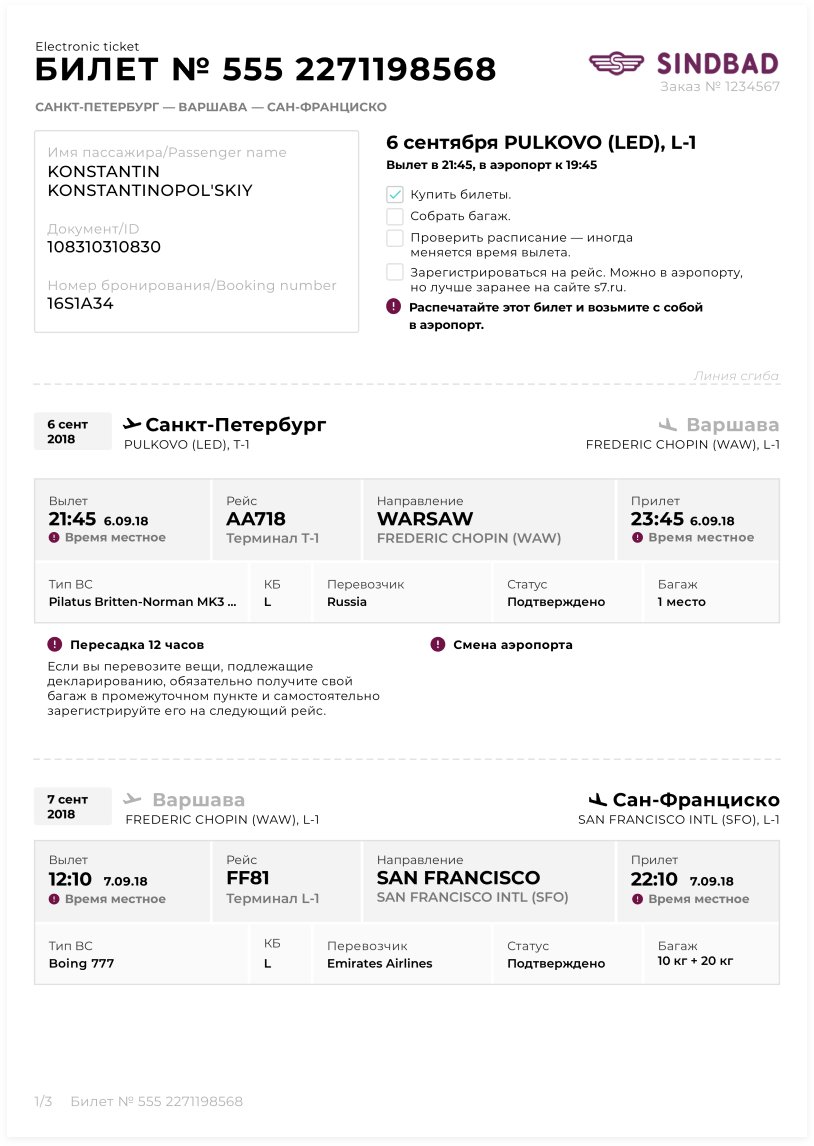 Electronic ticket
БИЛЕТ № 555 2271198568
SINDBAD
Заказ № 1234567
САНКТ-ПЕТЕРБУРГ — ВАРШАВА — САН-ФРАНЦИСКО
Имя пассажира/Passenger name
KONSTANTIN
KONSTANTINOPOL'SKIY
Документ/ID
108310310830
Номер бронирования/Booking number
16S1A34
6 сентября PULKOVO (LED), L-1
Вылет в 21:45, в аэропорт к 19:45
Купить билеты.
Собрать багаж.
Проверить расписание — иногда
меняется время вылета.
Зарегистрироваться на рейс. Можно в аэропорту,
но лучше заранее на сайте s7.ru.
Распечатайте этот билет и возьмите с собой
в аэропорт.
Линия сгиба
6 сент
2018
Санкт-Петербург
PULKOVO (LED), T-1
Варшава
FREDERIC CHOPIN (WAW), L-1
Вылет
21:45 6.09.18
Время местное
Рейс
AA718
Терминал T-1
Направление
WARSAW
FREDERIC CHOPIN (WAW)
Прилет
23:45 6.09.18
Время местное
Тип ВС
Pilatus Britten-Norman MK3 ...
КБ
L
Перевозчик
Russia
Статус
Подтверждено
Багаж
1 место
Пересадка 12 часов
Если вы перевозите вещи, подлежащие
декларированию, обязательно получите свой
багаж в промежуточном пункте и самостоятельно
зарегистрируйте его на следующий рейс.
Смена аэропорта
7 сент
2018
Варшава
FREDERIC CHOPIN (WAW), L-1
Сан-Франциско
SAN FRANCISCO INTL (SFO), L-1
Вылет
12:10 7.09.18
Время местное
Рейс
FF81
Терминал L-1
Направление
SAN FRANCISCO
SAN FRANCISCO INTL (SFO)
Прилет
22:10 7.09.18
Время местное
Тип ВС
Boing 777
КБ
L
Перевозчик
Emirates Airlines
Статус
Подтверждено
Багаж
10 кг + 20 кг
1/3 Билет № 555 2271198568